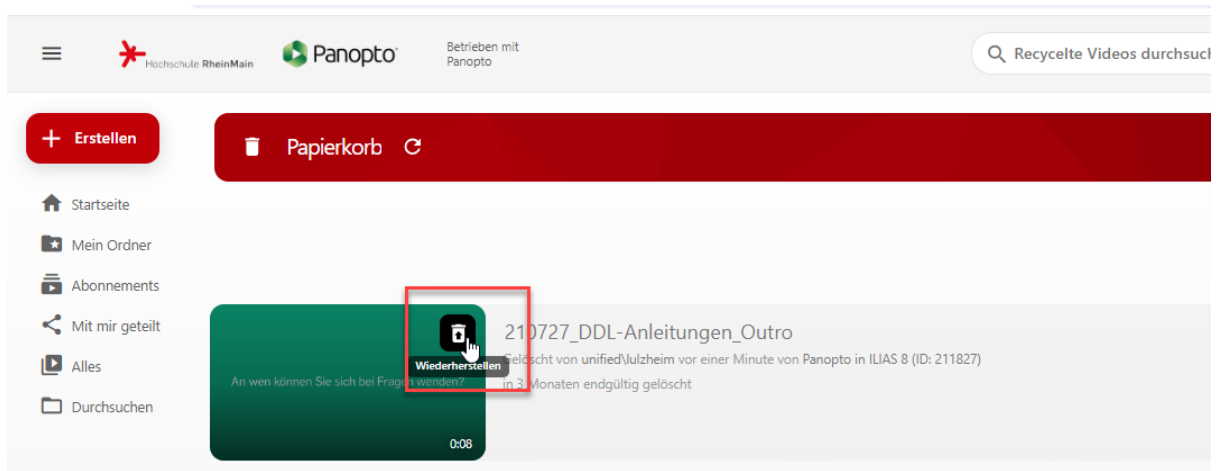 Hochschule RheinMain
Panopto
Betrieben mit
Panopto
Recycelte Videos durchsuch
Erstellen
Papierkorb
Startseite
Mein Ordner
Abonnements
Mit mir geteilt
Alles
Durchsuchen
Wiederherstellen
An wen können Sie sich bei Fragen wenden?
0:08
210727_DDL-Anleitungen_Outro
Gelöscht von unified\lulzheim vor einer Minute von Panopto in ILIAS 8 (ID: 211827)
in 3 Monaten endgültig gelöscht